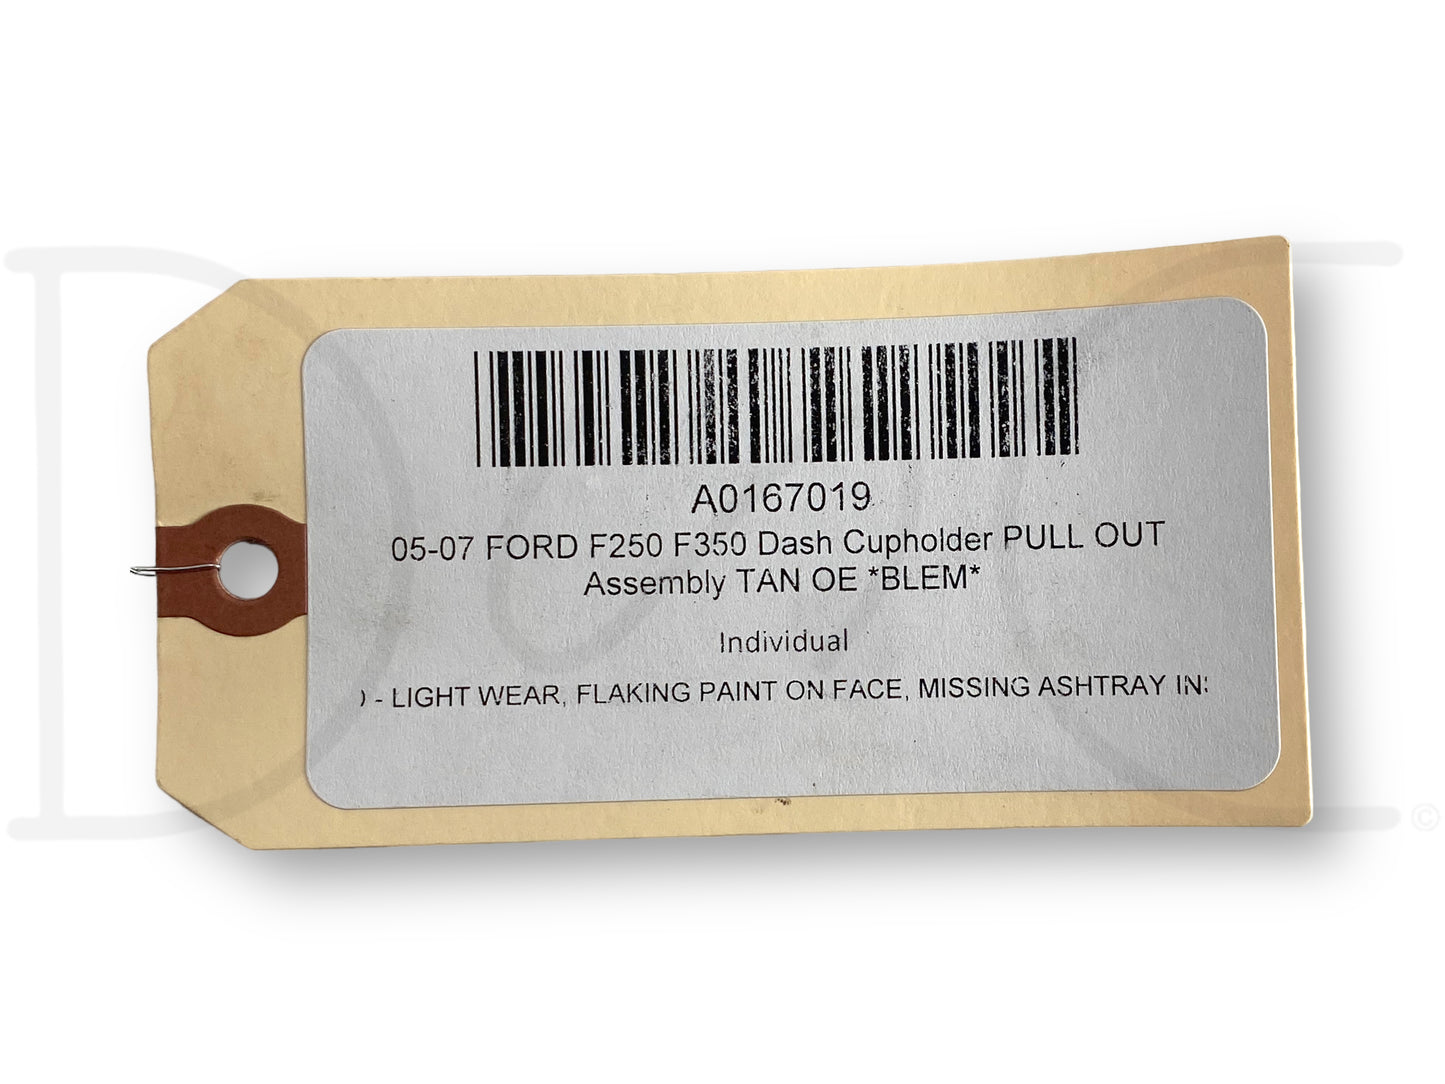 A0167019
05-07 FORD F250 F350 Dash Cupholder PULL OUT
Assembly TAN OE *BLEM*
Individual
) - LIGHT WEAR, FLAKING PAINT ON FACE, MISSING ASHTRAY IN
©